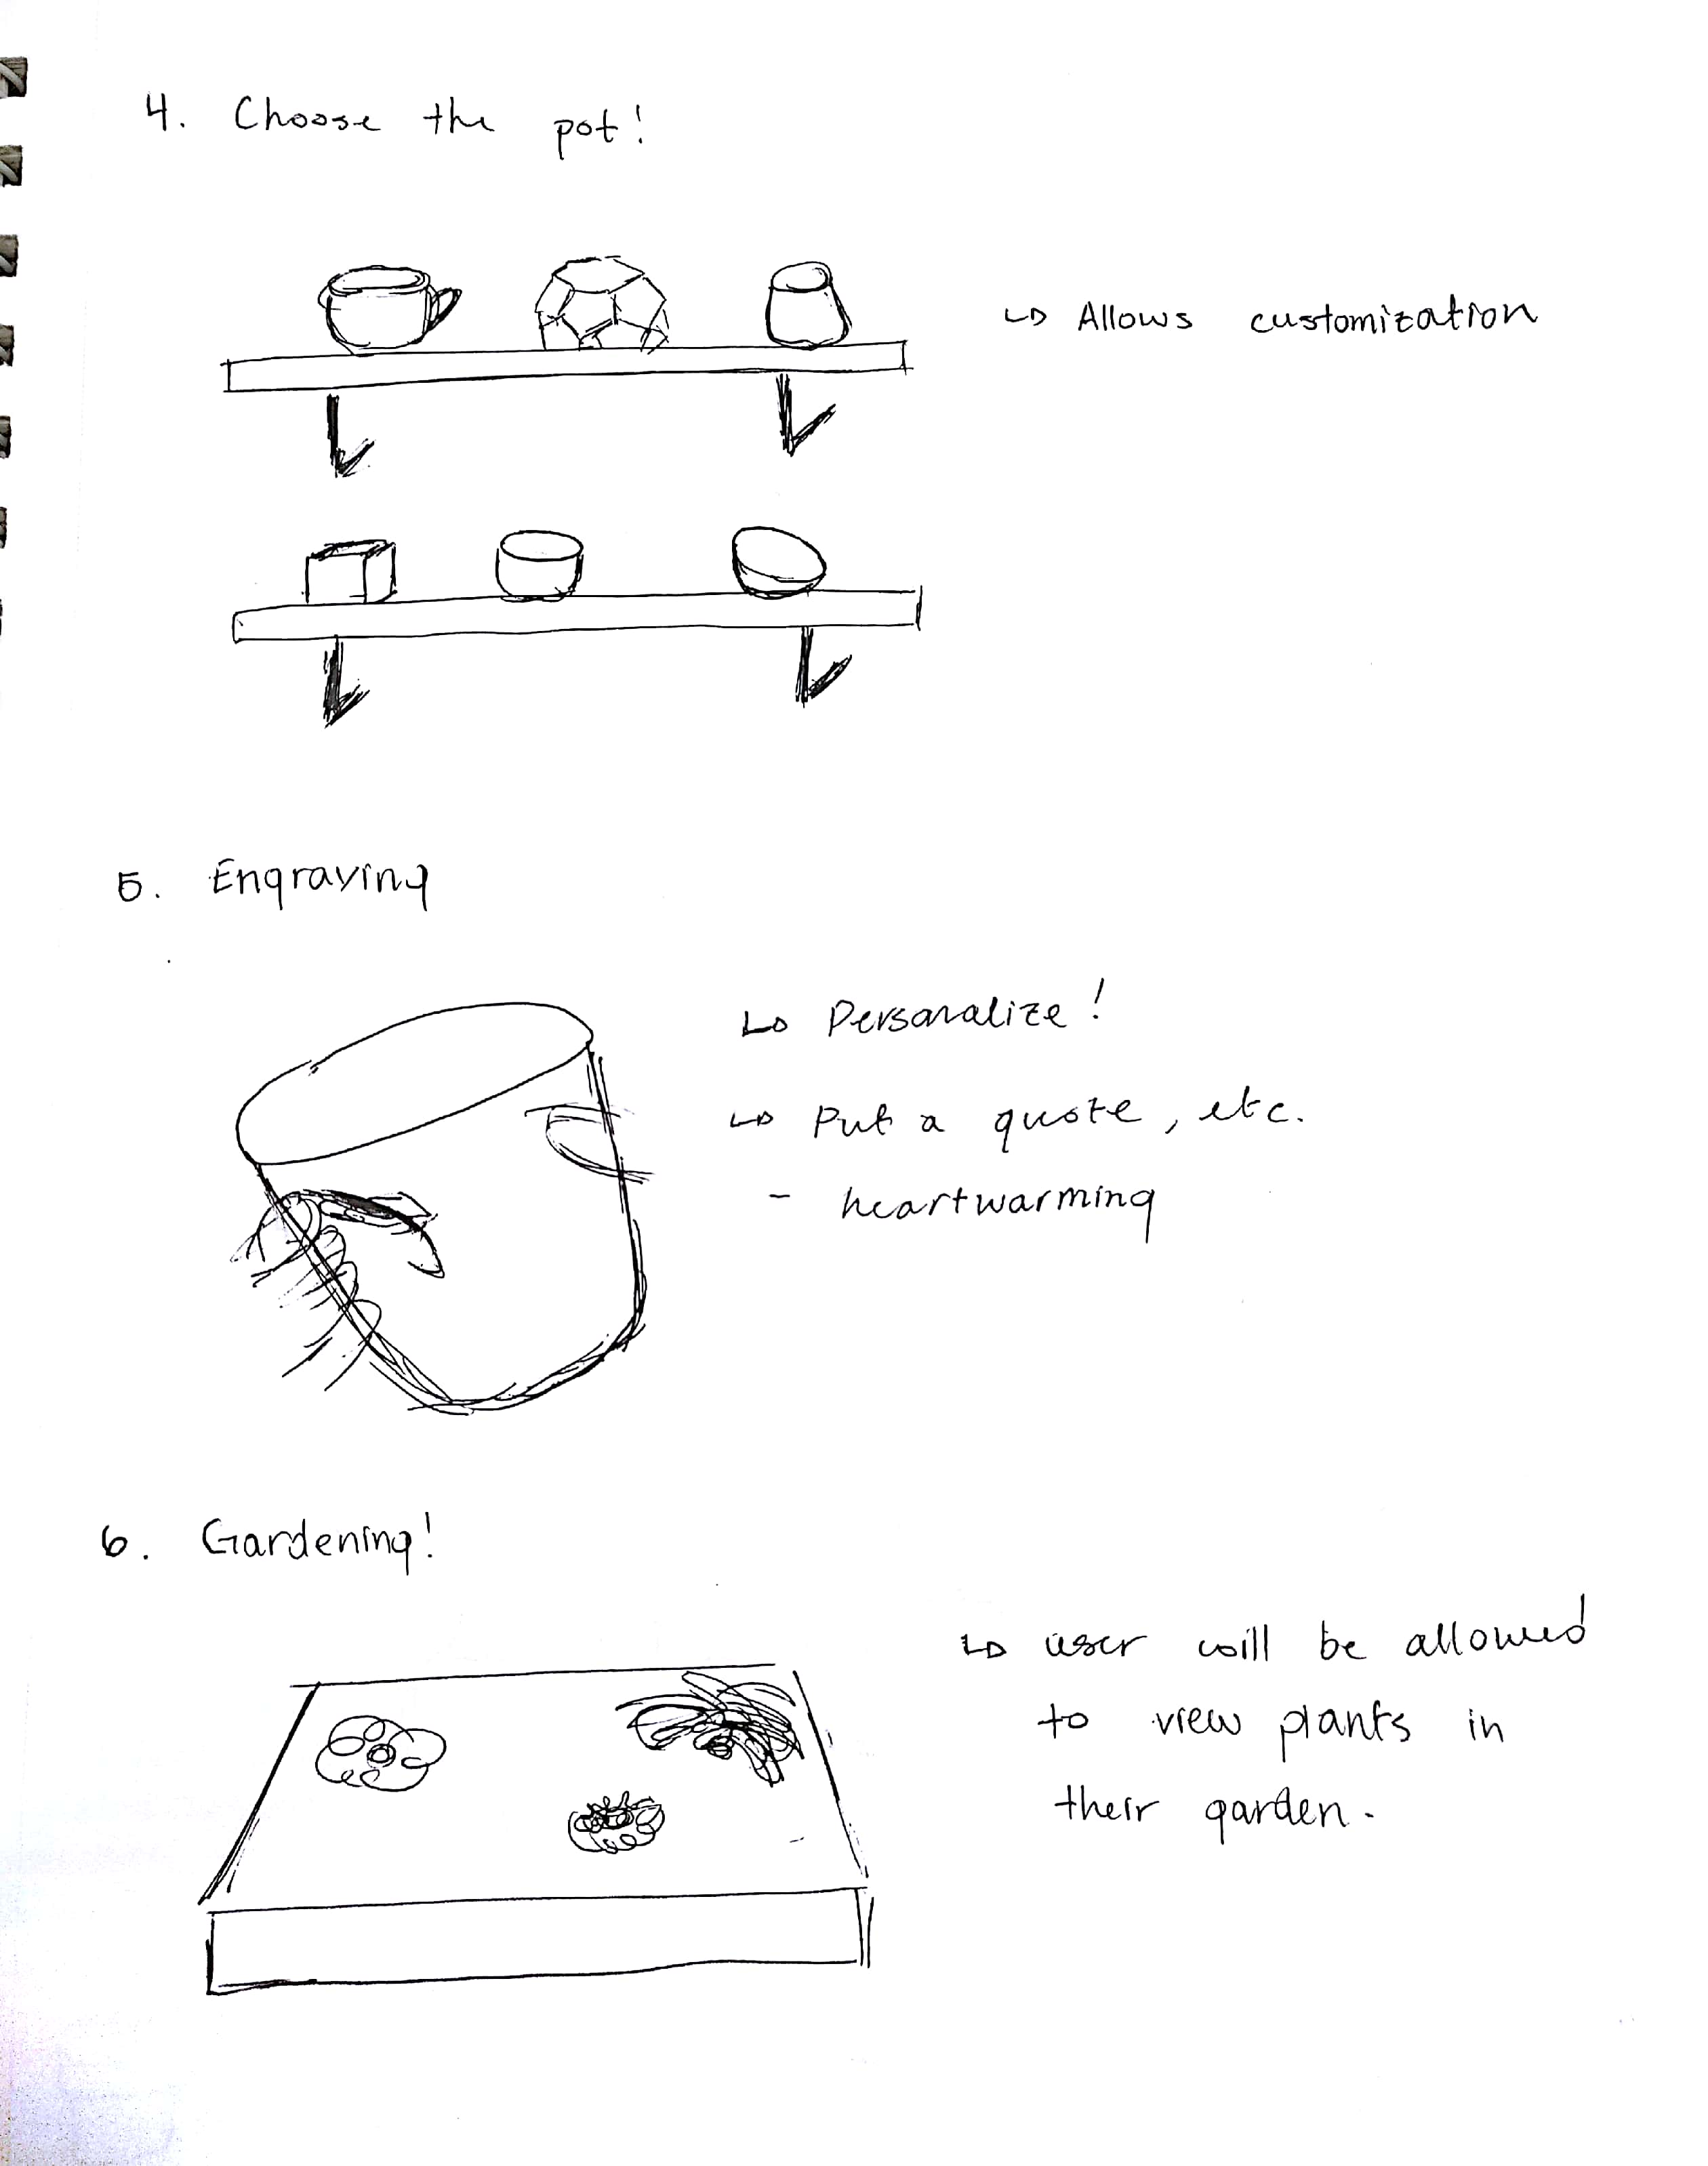 4. Choose the pot!
↳ Allows customization
5. Engraving
↳ Personalize!
↳ Put a quote, etc.
- heartwarming
6. Gardening!
↳ user will be allowed
to view plants in
their garden.